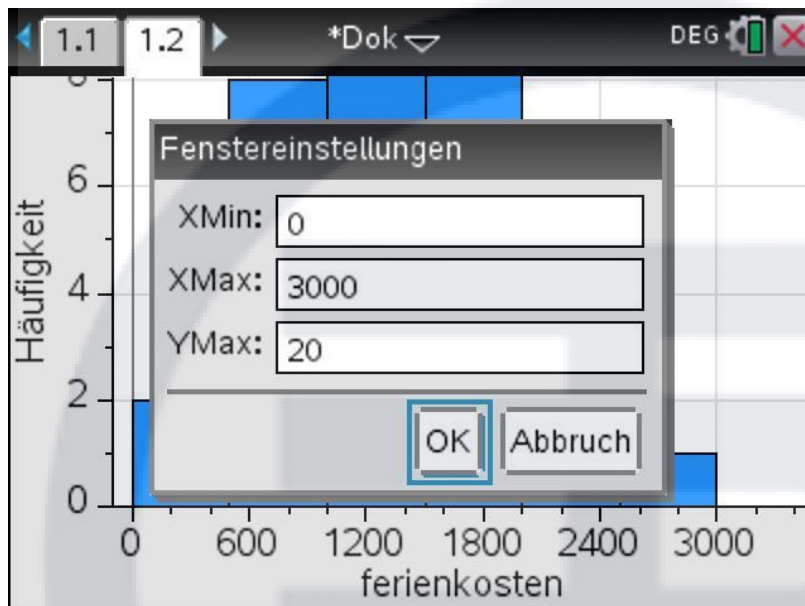 1.1 1.2 *Dok DEG
8
Fenstereinstellungen
6
XMin: 0
Häufigkeit
XMax: 3000
4
YMax: 20
2
OK Abbruch
0
0 600 1200 1800 2400 3000
ferienkosten